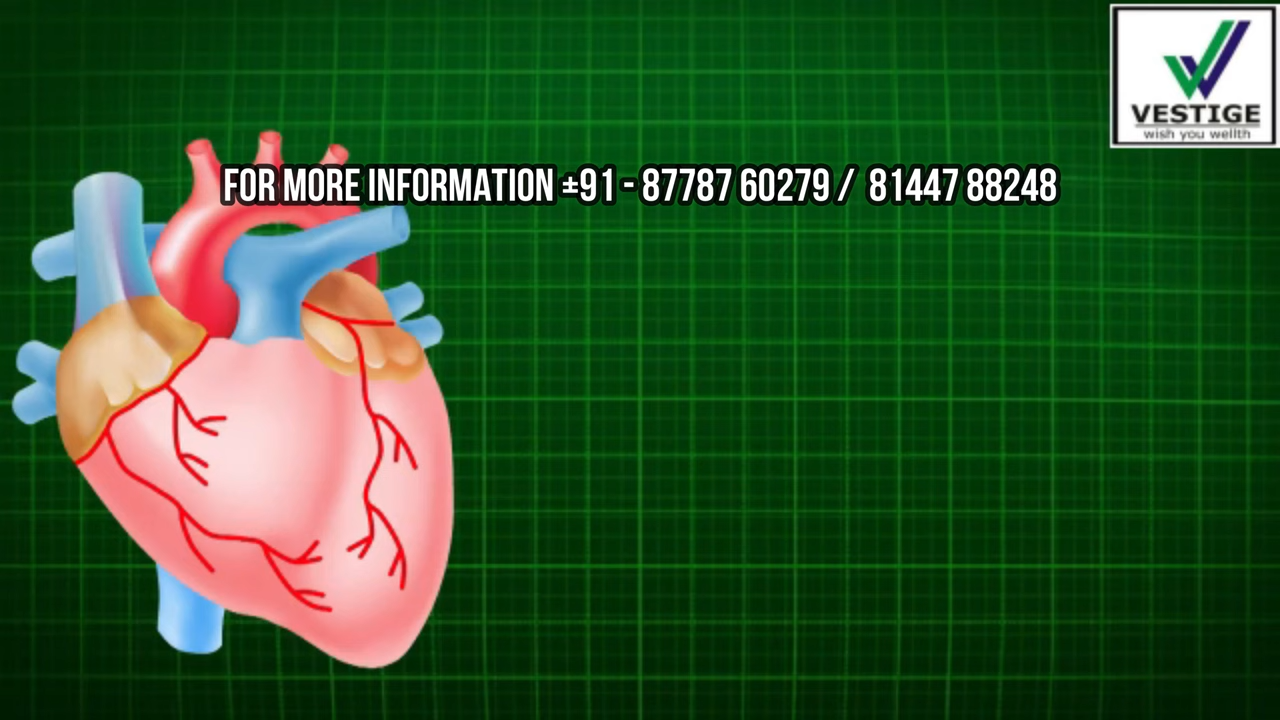 VESTIGE
wish you wellth
FOR MORE INFORMATION ±91 - 87787 60279 / 81447 88248